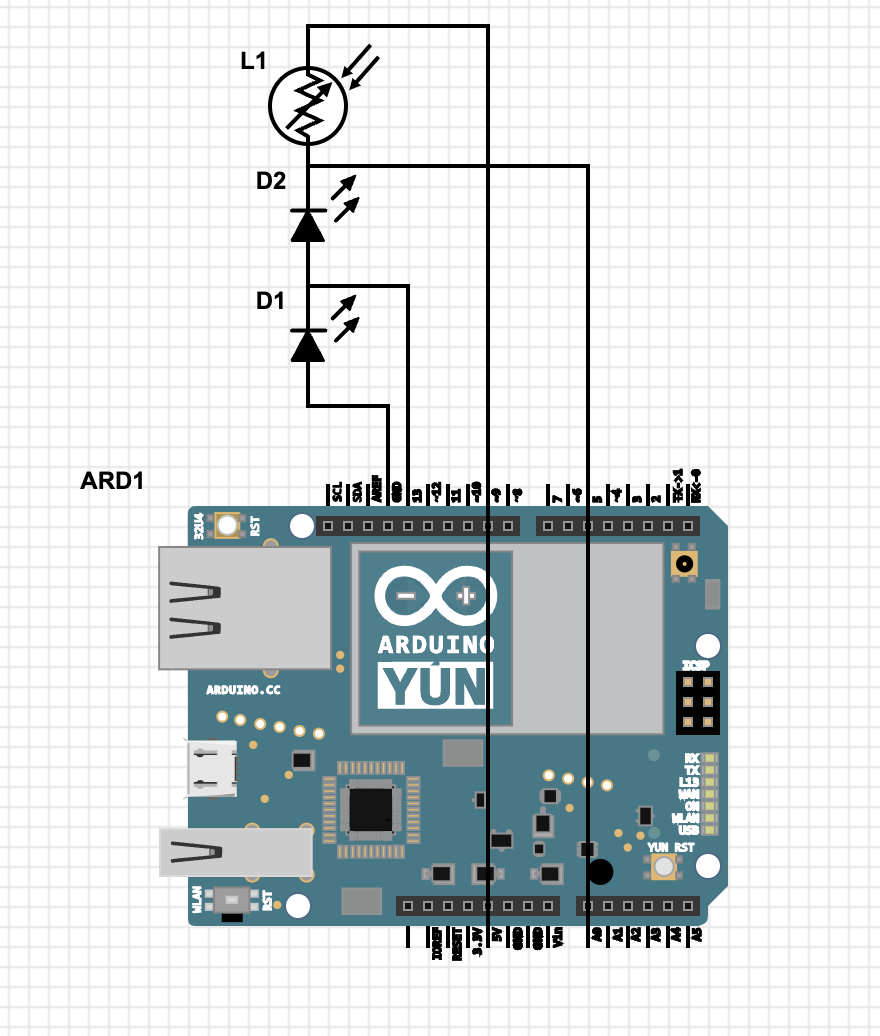 L1
D2
D1
ARD1
SCL
SDA
AREF
GND
13
~12
11
~10
~9
~8
7
~6
5
~4
3
2
TX->1
RX<-0
32U4
RST
ARDUINO
YÚN
ICSP
ARDUINO.CC
RX
TX
L13
WAN
ON
WLAN
USB
YUN RST
WLAN
RST
IOREF
RESET
3.3V
5V
GND
GND
Vin
A0
A1
A2
A3
A4
A5